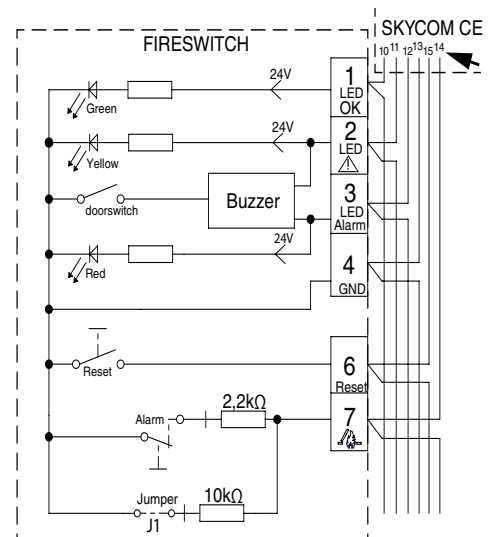 SKYCOM CE
FIRESWITCH
10 11 12 13 15 14
24V
1
LED
OK
Green
24V
2
LED
Yellow
Buzzer
doorswitch
3
LED
Alarm
24V
Red
4
GND
6
Reset
Reset
2,2kΩ
7
Alarm
Jumper
10kΩ
J1